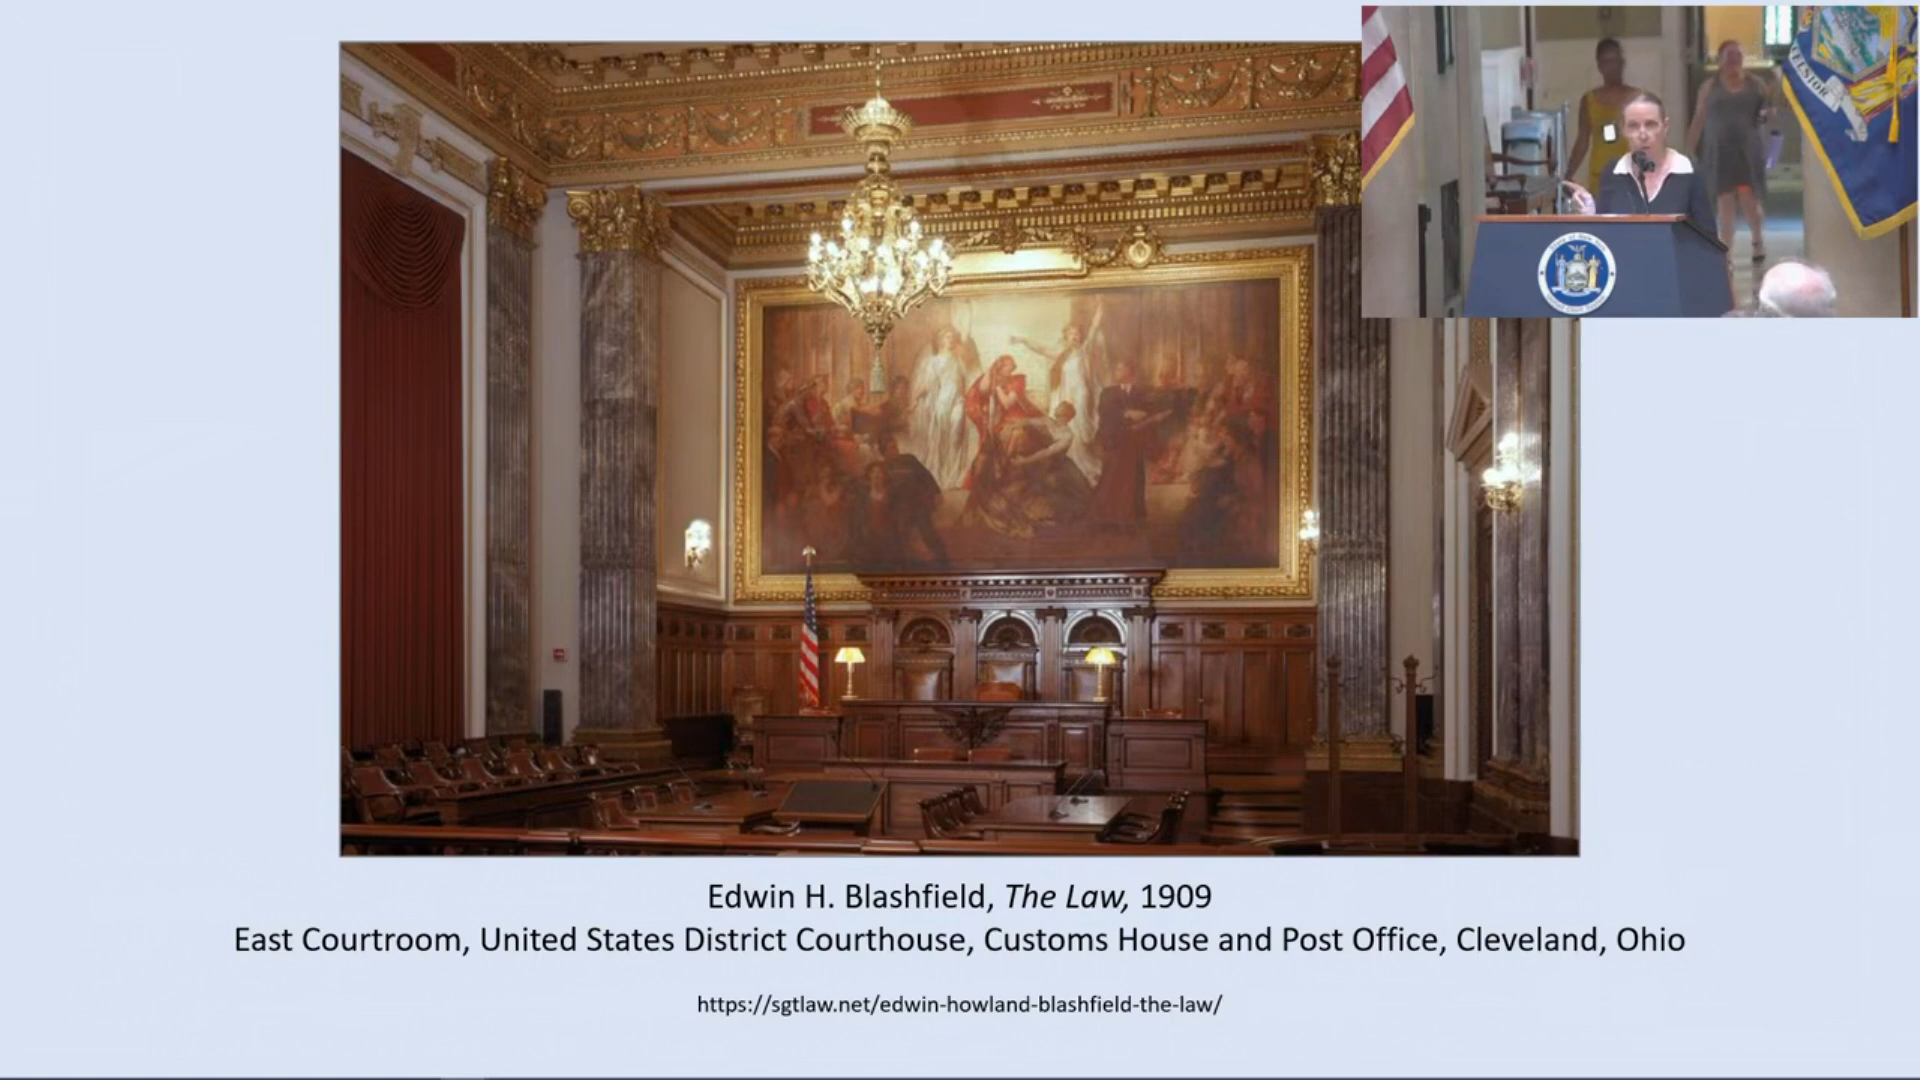 ELSIOR
Edwin H. Blashfield, The Law, 1909
East Courtroom, United States District Courthouse, Customs House and Post Office, Cleveland, Ohio
https://sgtlaw.net/edwin-howland-blashfield-the-law/